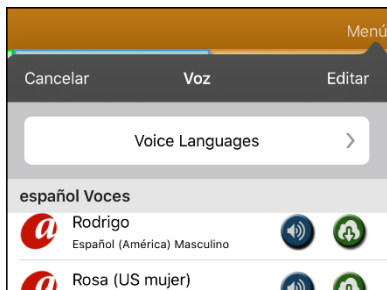 Menú
Cancelar Voz Editar
Voice Languages
español Voces
Rodrigo
Español (América) Masculino
Rosa (US mujer)